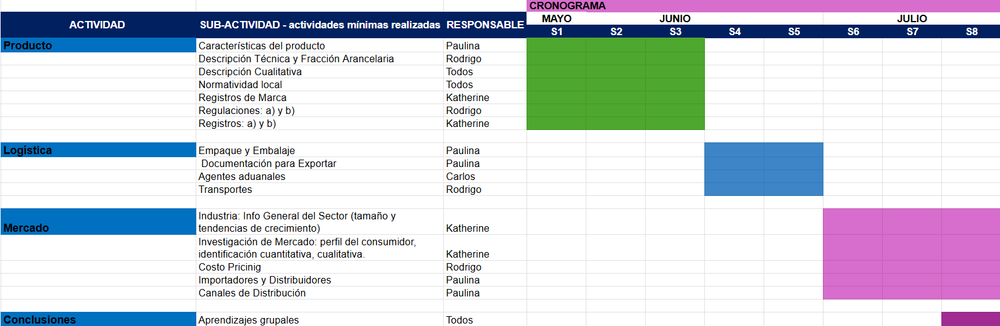 CRONOGRAMA
MAYO JUNIO JULIO
ACTIVIDAD SUB-ACTIVIDAD - actividades mínimas realizadas RESPONSABLE S1 S2 S3 S4 S5 S6 S7 S8
Producto Características del producto Paulina
Descripción Técnica y Fracción Arancelaria Rodrigo
Descripción Cualitativa Todos
Normatividad local Todos
Registros de Marca Katherine
Regulaciones: a) y b) Rodrigo
Registros: a) y b) Katherine
Logística Empaque y Embalaje Paulina
Documentación para Exportar Paulina
Agentes aduanales Carlos
Transportes Rodrigo
Industria: Info General del Sector (tamaño y
Mercado tendencias de crecimiento) Katherine
Investigación de Mercado: perfil del consumidor,
identificación cuantitativa, cualitativa. Katherine
Costo Pricinig Rodrigo
Importadores y Distribuidores Paulina
Canales de Distribución Paulina
Conclusiones Aprendizajes grupales Todos